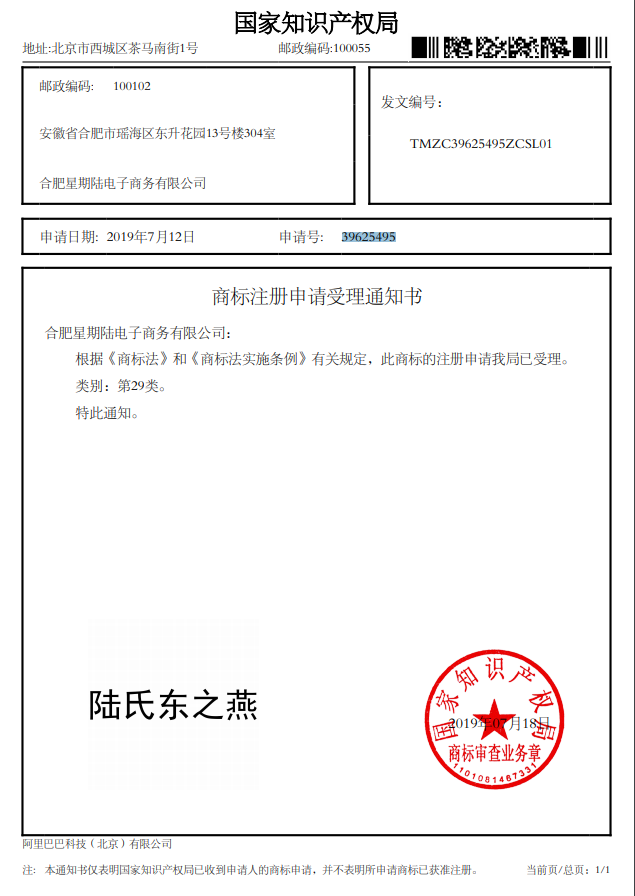 国家知识产权局
地址:北京市西城区茶马南街1号 邮政编码:100055
邮政编码: 100102
安徽省合肥市瑶海区东升花园13号楼304室
合肥星期陆电子商务有限公司
发文编号:
TMZC39625495ZCSL01
申请日期: 2019年7月12日 申请号: 39625495
商标注册申请受理通知书
合肥星期陆电子商务有限公司:
根据《商标法》和《商标法实施条例》有关规定，此商标的注册申请我局已受理。
类别：第29类。
特此通知。
陆氏东之燕
国家知识产权局
2019年07月18日
商标审查业务章
1101081467331
阿里巴巴科技（北京）有限公司
注: 本通知书仅表明国家知识产权局已收到申请人的商标申请，并不表明所申请商标已获准注册。 当前页/总页：1/1